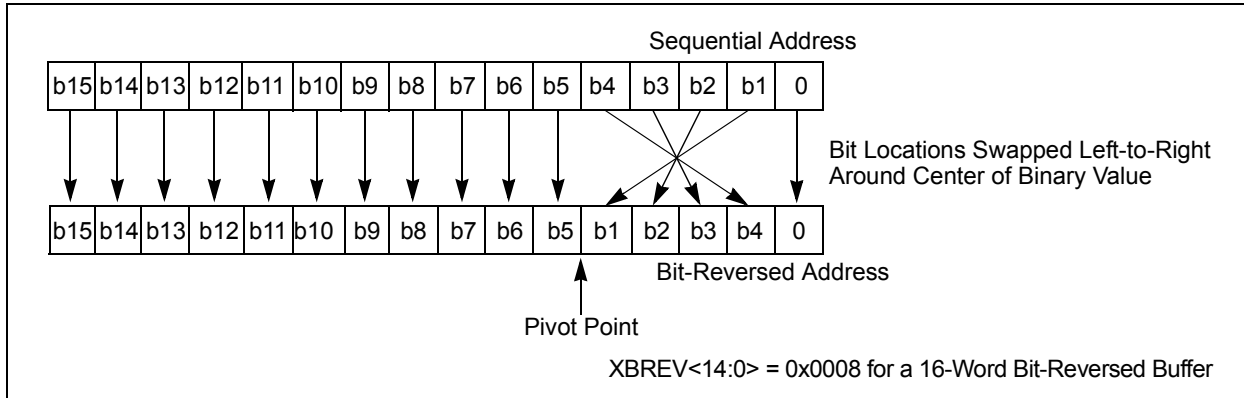 Sequential Address
b15 b14 b13 b12 b11 b10 b9 b8 b7 b6 b5 b4 b3 b2 b1 0
Bit Locations Swapped Left-to-Right
Around Center of Binary Value
b15 b14 b13 b12 b11 b10 b9 b8 b7 b6 b5 b1 b2 b3 b4 0
Bit-Reversed Address
Pivot Point
XBREV<14:0> = 0x0008 for a 16-Word Bit-Reversed Buffer